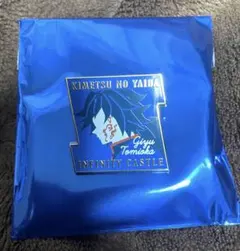 KIMETSU NO YAIBA
Giyu
Tomioka
INFINITY CASTLE